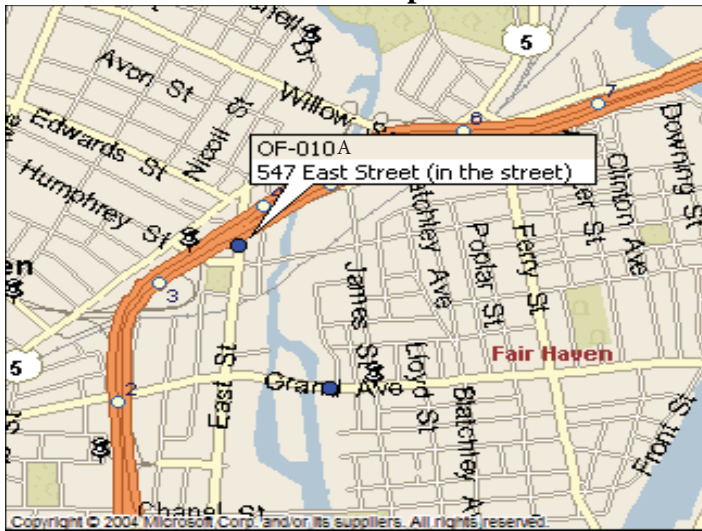 5
Avon St
Willow S
6
7
Edwards St
Nicoll S
OF-010A
547 East Street (in the street)
Downing St
Humphrey St
Clinton Ave
4
Blatchley Ave
Poplar St
Ferry St
James S
en
3
Fair Haven
5
Lloyd St
East St
Grand Ave
2
Blatchley A
Front St
Chapel St
Copyright © 2004 Microsoft Corp. and/or its suppliers. All rights reserved.